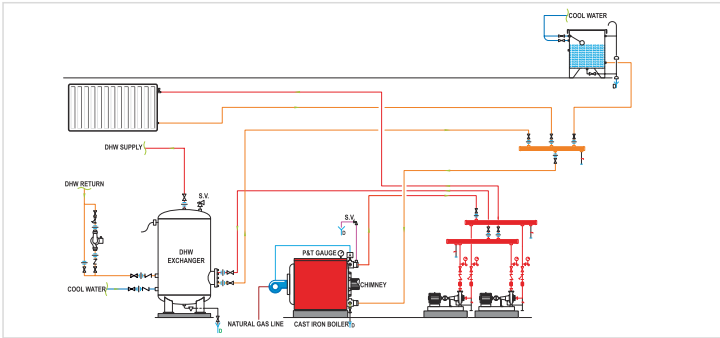 COOL WATER
D
DHW SUPPLY
DHW RETURN
S.V.
S.V.
DHW
EXCHANGER
P&T GAUGE
CHIMNEY
COOL WATER
NATURAL GAS LINE
CAST IRON BOILER
D
D
D